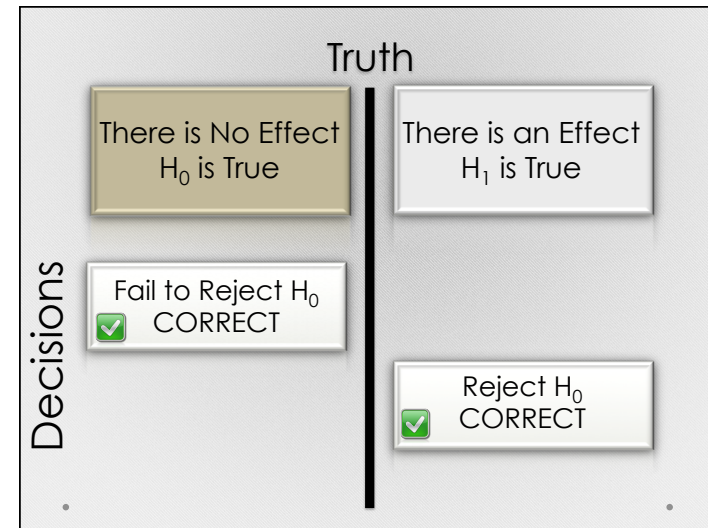 Truth
There is No Effect
H₀ is True
There is an Effect
H₁ is True
Decisions
Fail to Reject H₀
CORRECT
Reject H₀
CORRECT